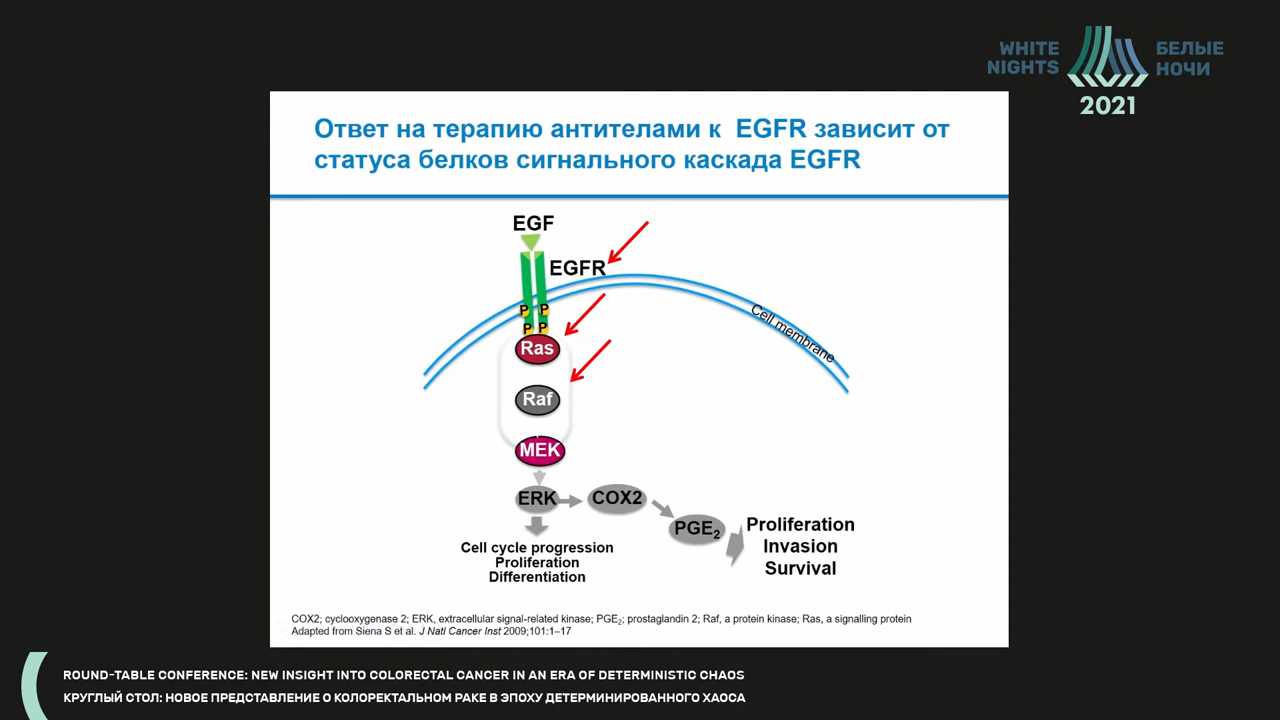 WHITE
NIGHTS
БЕЛЫЕ
НОЧИ
2021
Ответ на терапию антителами к EGFR зависит от
статуса белков сигнального каскада EGFR
EGF
EGFR
Cell membrane
P P
P P
Ras
Raf
MEK
ERK
COX2
PGE₂
Proliferation
Invasion
Survival
Cell cycle progression
Proliferation
Differentiation
COX2; cyclooxygenase 2; ERK, extracellular signal-related kinase; PGE₂; prostaglandin 2; Raf, a protein kinase; Ras, a signalling protein
Adapted from Siena S et al. J Natl Cancer Inst 2009;101:1–17
ROUND-TABLE CONFERENCE: NEW INSIGHT INTO COLORECTAL CANCER IN AN ERA OF DETERMINISTIC CHAOS
КРУГЛЫЙ СТОЛ: НОВОЕ ПРЕДСТАВЛЕНИЕ О КОЛОРЕКТАЛЬНОМ РАКЕ В ЭПОХУ ДЕТЕРМИНИРОВАННОГО ХАОСА